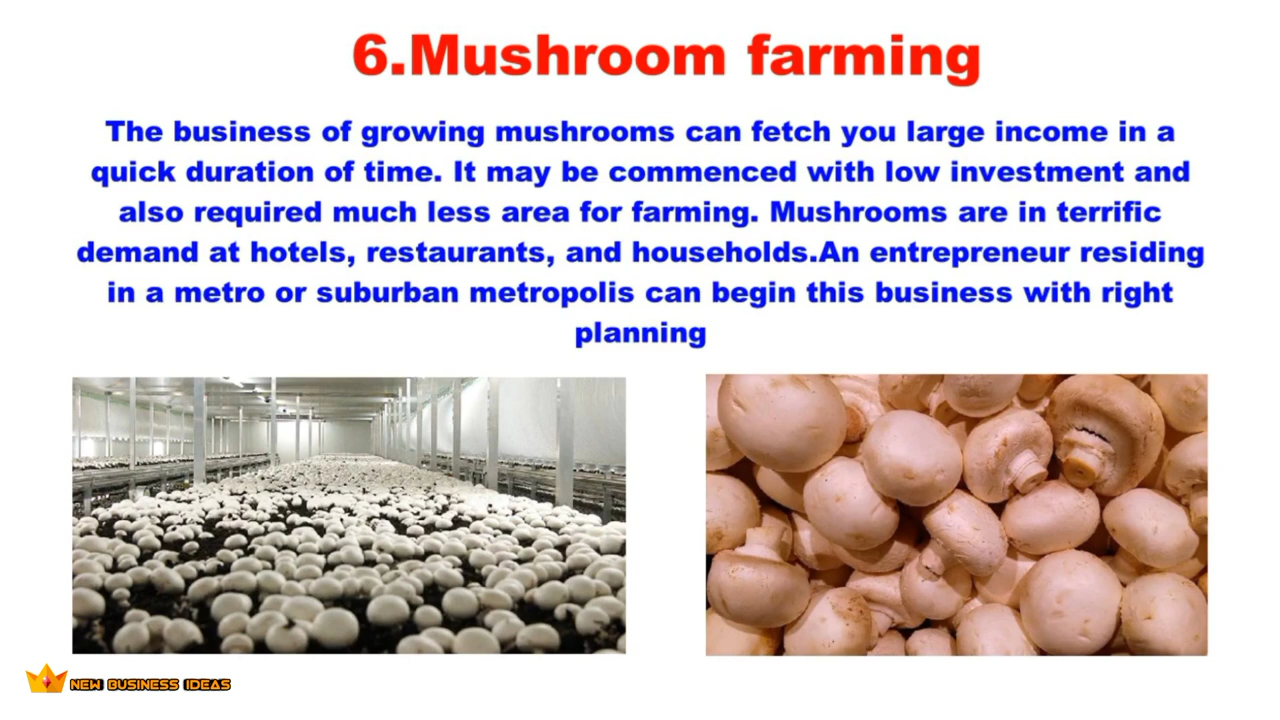 6.Mushroom farming
The business of growing mushrooms can fetch you large income in a
quick duration of time. It may be commenced with low investment and
also required much less area for farming. Mushrooms are in terrific
demand at hotels, restaurants, and households.An entrepreneur residing
in a metro or suburban metropolis can begin this business with right
planning
NEW BUSINESS IDEAS